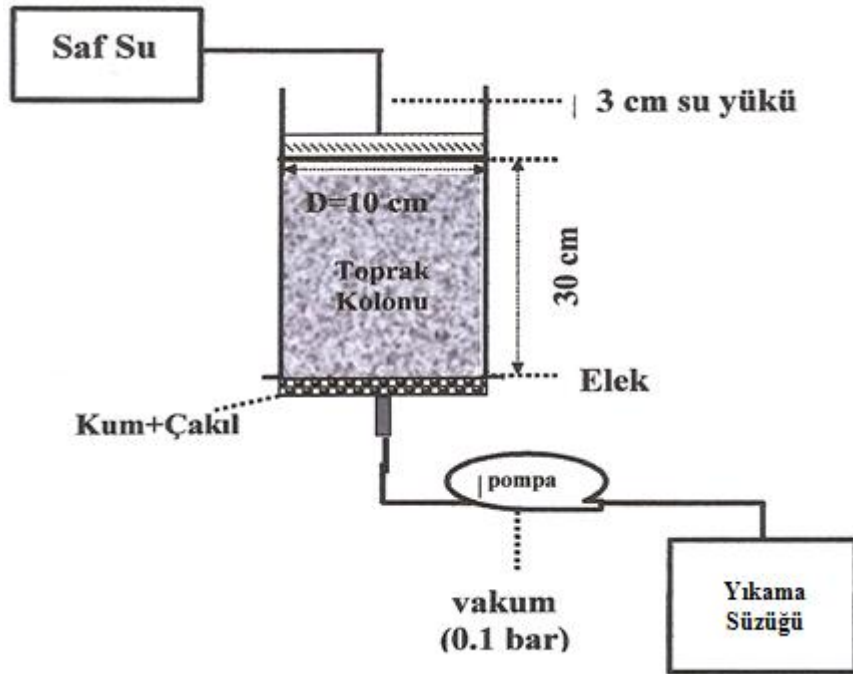 Saf Su
3 cm su yükü
D=10 cm
Toprak
Kolonu
30 cm
Elek
Kum+Çakıl
pompa
vakum
(0.1 bar)
Yıkama
Süzüğü